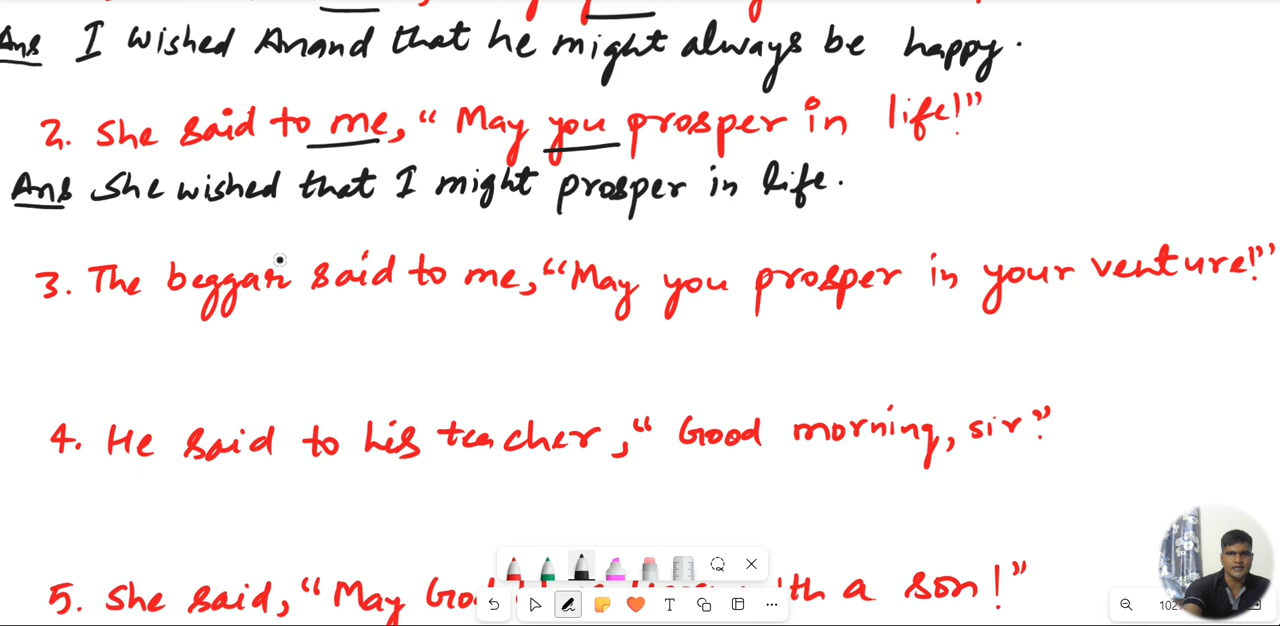 Ans I wished Anand that he might always be happy.
2. She said to me, “May you prosper in life!”
Ans She wished that I might prosper in life.
3. The beggar said to me, “May you prosper in your venture!”
4. He said to his teacher, “Good morning, sir”
5. She said, “May God a son!”